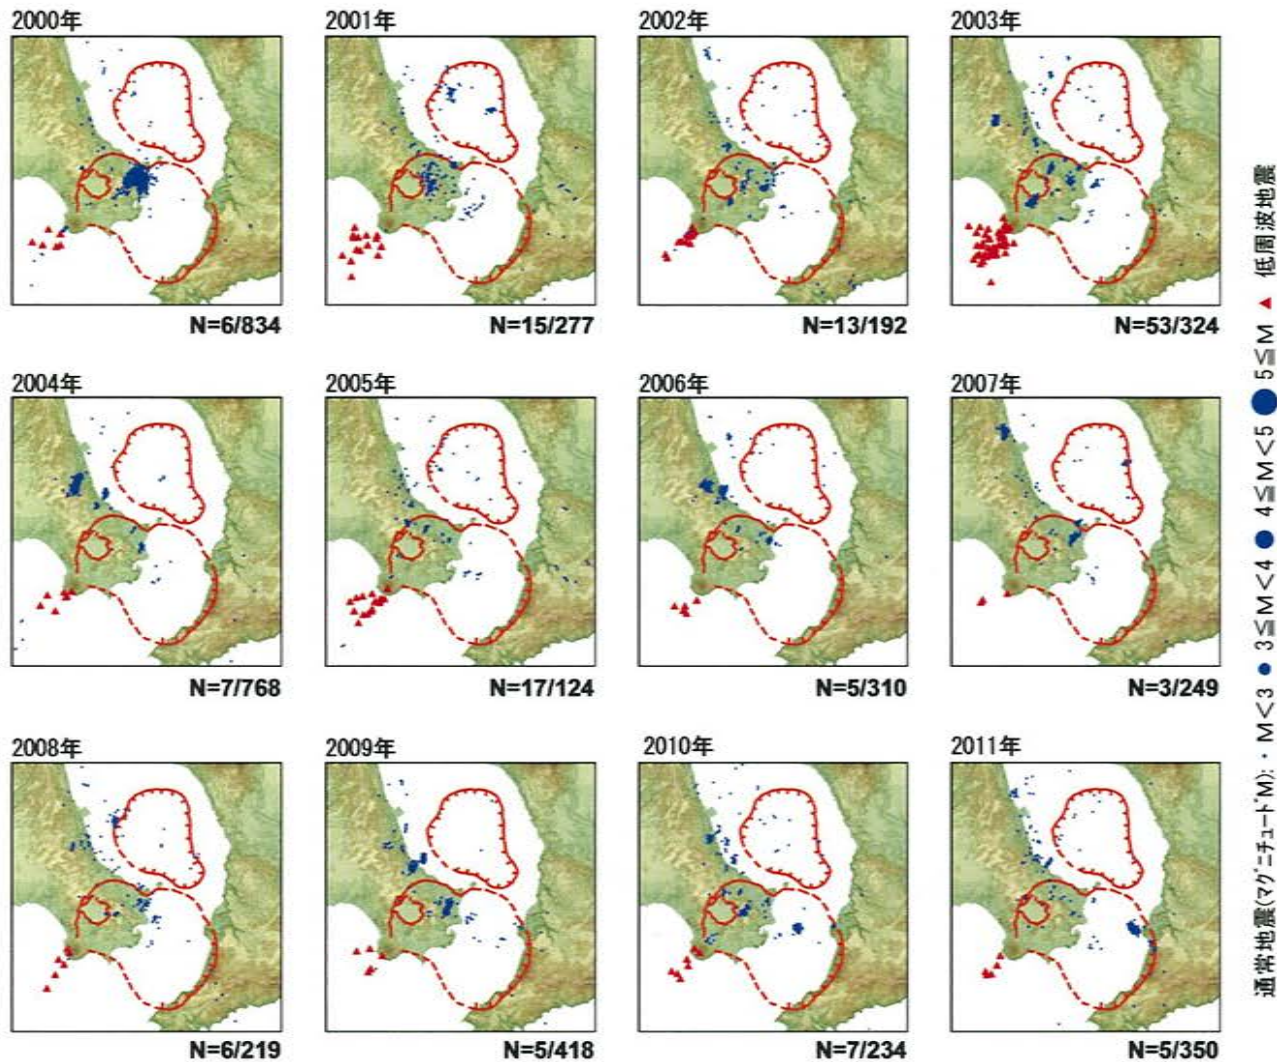 2000年
2001年
2002年
2003年
N=6/834
N=15/277
N=13/192
N=53/324
2004年
2005年
2006年
2007年
N=7/768
N=17/124
N=5/310
N=3/249
2008年
2009年
2010年
2011年
N=6/219
N=5/418
N=7/234
N=5/350
通常地震(マグニチュードM): ・ M<3 ● 3≦M<4 ● 4≦M<5 ● 5≦M ▲ 低周波地震